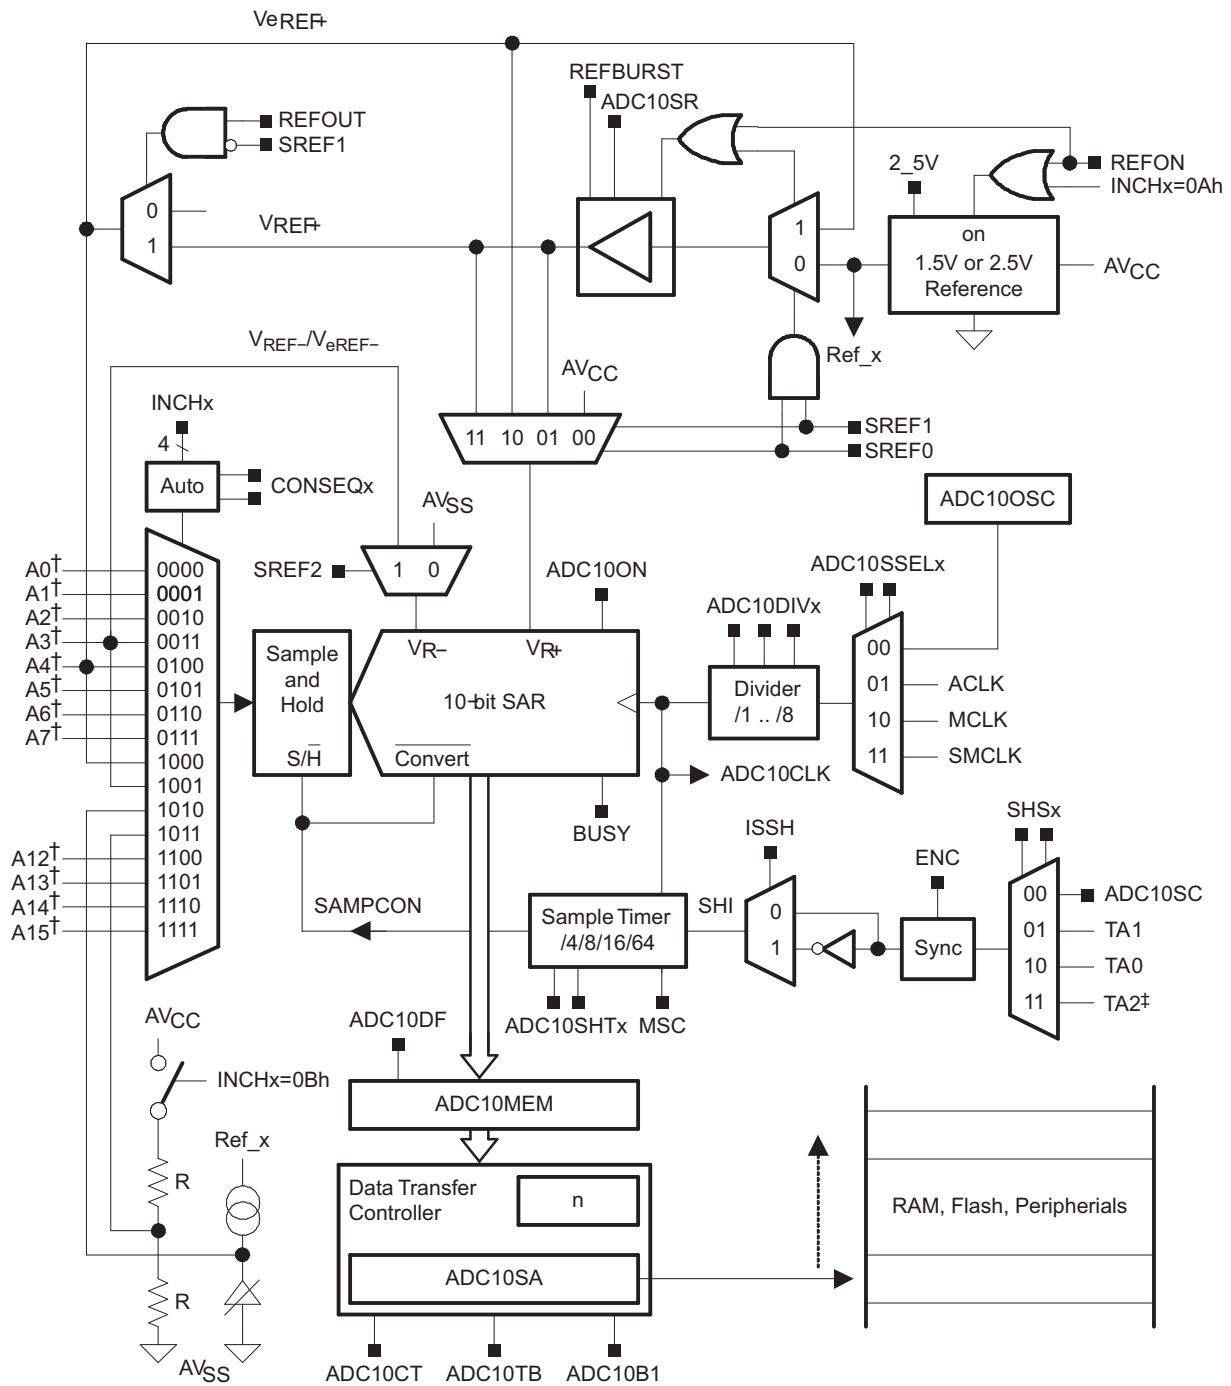 VeREF+
REFBURST
ADC10SR
REFOUT
SREF1
2_5V
REFON
INCHx=0Ah
0
1
VREF+
1
0
on
1.5V or 2.5V
Reference
AVCC
Ref_x
VREF–/VeREF–
AVCC
INCHx
4
11 10 01 00
SREF1
SREF0
Auto
CONSEQx
AVSS
ADC10OSC
SREF2
1 0
ADC10ON
ADC10SSELx
ADC10DIVx
A0†
A1†
A2†
A3†
A4†
A5†
A6†
A7†
A12†
A13†
A14†
A15†
0000
0001
0010
0011
0100
0101
0110
0111
1000
1001
1010
1011
1100
1101
1110
1111
Sample
and
Hold
S/H
VR–
VR+
10–bit SAR
Convert
Divider
/1 .. /8
00
01
10
11
ACLK
MCLK
SMCLK
ADC10CLK
BUSY
ISSH
ENC
SHSx
SAMPCON
Sample Timer
/4/8/16/64
SHI
0
1
Sync
00
01
10
11
ADC10SC
TA1
TA0
TA2‡
ADC10DF
ADC10SHTx
MSC
AVCC
INCHx=0Bh
ADC10MEM
Ref_x
R
Data Transfer
Controller
n
RAM, Flash, Peripherials
R
ADC10SA
AVSS
ADC10CT
ADC10TB
ADC10B1